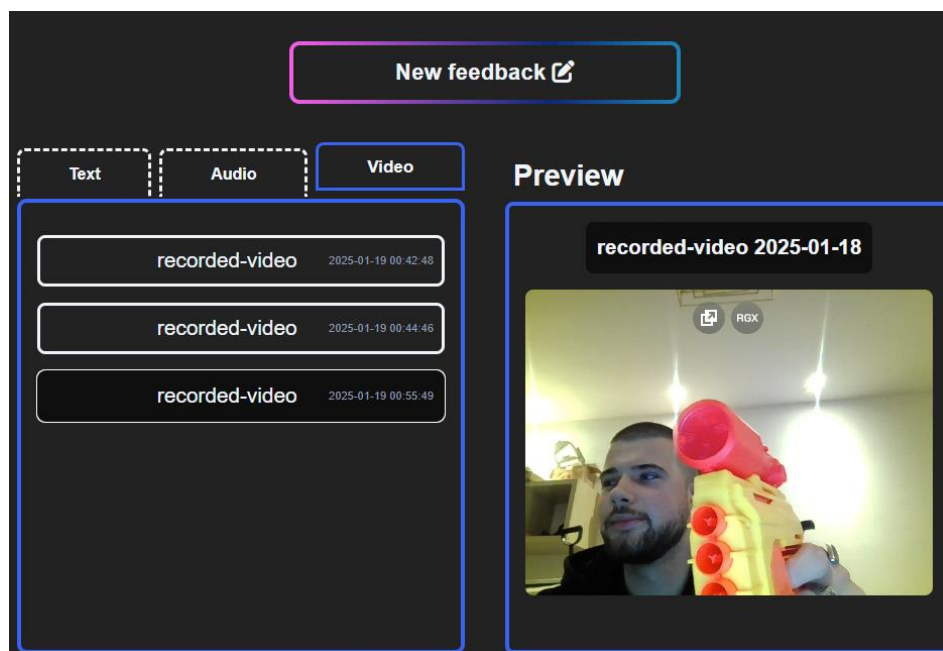 New feedback
Text
Audio
Video
recorded-video 2025-01-19 00:42:48
recorded-video 2025-01-19 00:44:46
recorded-video 2025-01-19 00:55:49
Preview
recorded-video 2025-01-18
RGX